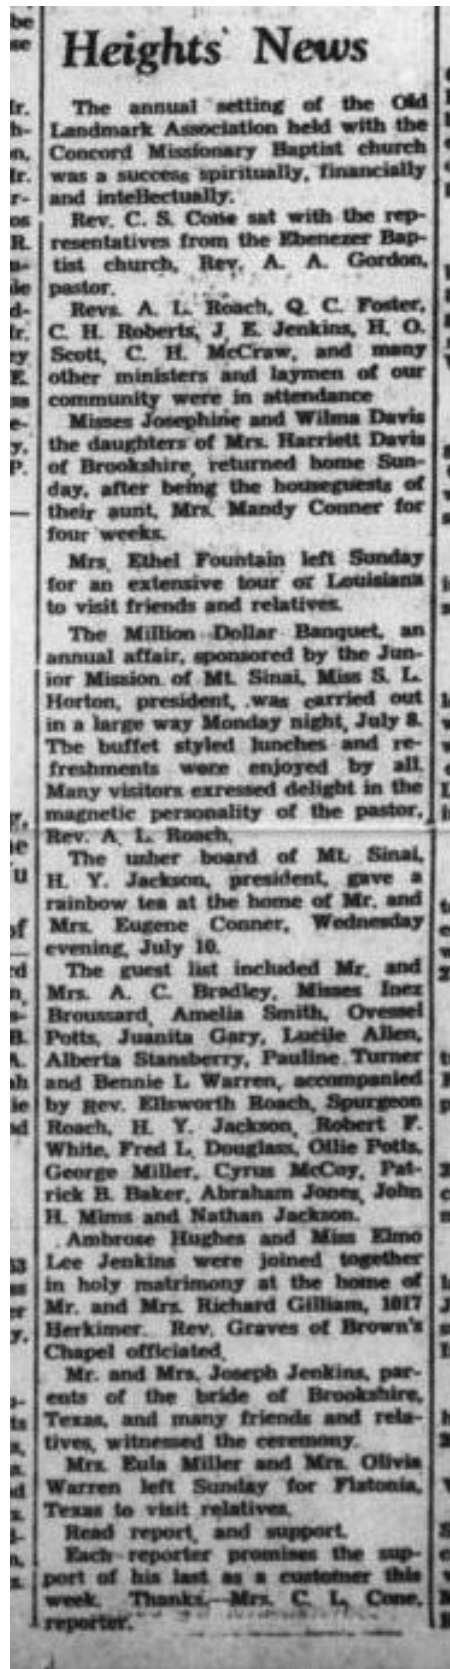 Heights' News
The annual setting of the Old
Landmark Association held with the
Concord Missionary Baptist church
was a success spiritually, financially
and intellectually.
Rev. C. S. Cone sat with the rep-
resentatives from the Ebenezer Bap-
tist church, Rev. A. A. Gordon,
pastor.
Revs. A. L. Roach, Q. C. Foster,
C. H. Roberts, J. E. Jenkins, H. O.
Scott, C. H. McCraw, and many
other ministers and laymen of our
community were in attendance
Misses Josephine and Wilma Davis
the daughters of Mrs. Harriett Davis
of Brookshire, returned home Sun-
day, after being the houseguests of
their aunt, Mrs. Mandy Conner for
four weeks.
Mrs. Ethel Fountain left Sunday
for an extensive tour of Louisiana
to visit friends and relatives.
The Million Dollar Banquet, an
annual affair, sponsored by the Jun-
ior Mission of Mt. Sinai, Miss S. L.
Horton, president, was carried out
in a large way Monday night, July 8.
The buffet styled lunches and re-
freshments were enjoyed by all.
Many visitors exressed delight in the
magnetic personality of the pastor,
Rev. A. L. Roach.
The usher board of Mt. Sinai,
H. Y. Jackson, president, gave a
rainbow tea at the home of Mr. and
Mrs. Eugene Conner, Wednesday
evening, July 10.
The guest list included Mr. and
Mrs. A. C. Bradley, Misses Inez
Broussard, Amelia Smith, Ovessel
Potts, Juanita Gary, Lucile Allen,
Alberta Stansberry, Pauline Turner
and Bennie L. Warren, accompanied
by Rev. Ellsworth Roach, Spurgeon
Roach, H. Y. Jackson, Robert F.
White, Fred L. Douglass, Ollie Potts,
George Miller, Cyrus McCoy, Pat-
rick B. Baker, Abraham Jones, John
H. Mims and Nathan Jackson.
Ambrose Hughes and Miss Elmo
Lee Jenkins were joined together
in holy matrimony at the home of
Mr. and Mrs. Richard Gilliam, 1017
Herkimer. Rev. Graves of Brown's
Chapel officiated.
Mr. and Mrs. Joseph Jenkins, par-
ents of the bride of Brookshire,
Texas, and many friends and rela-
tives, witnessed the ceremony.
Mrs. Eula Miller and Mrs. Olivia
Warren left Sunday for Flatonia,
Texas to visit relatives.
Read report, and support.
Each reporter promises the sup-
port of his last as a customer this
week. Thanks.—Mrs. C. L. Cone,
reporter.